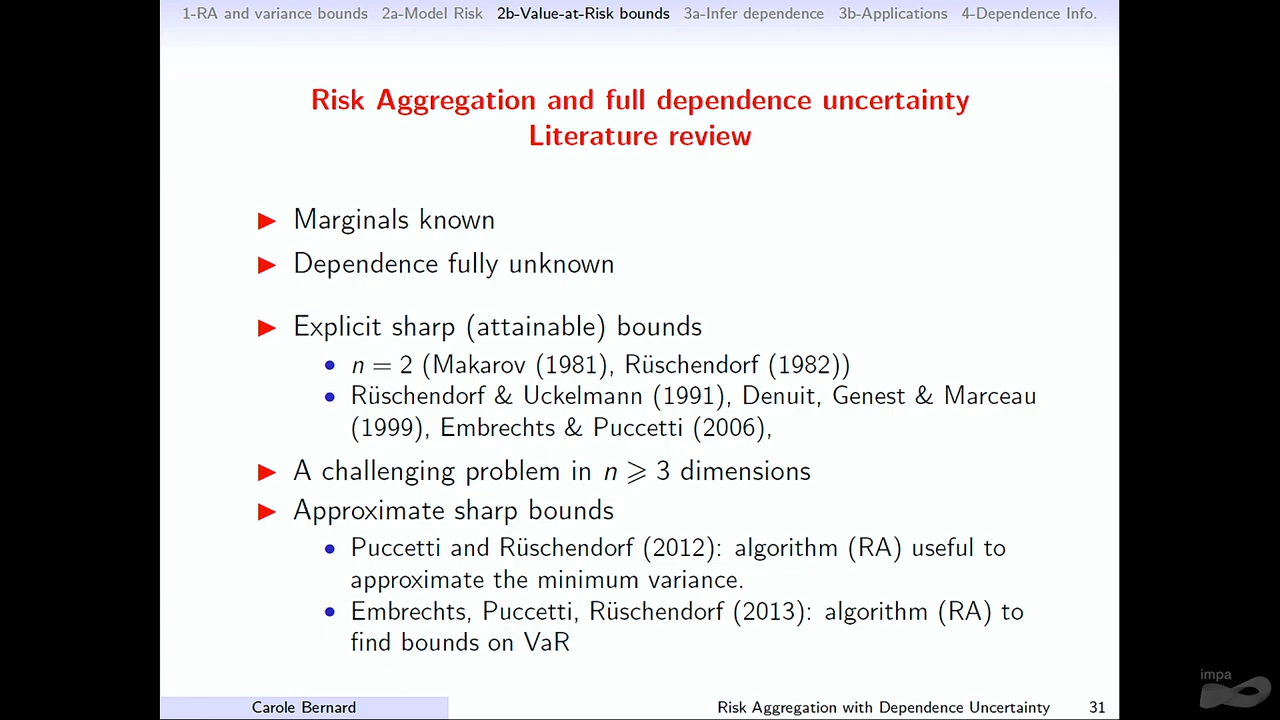 1-RA and variance bounds 2a-Model Risk 2b-Value-at-Risk bounds 3a-Infer dependence 3b-Applications 4-Dependence Info.
Risk Aggregation and full dependence uncertainty
Literature review
Marginals known
Dependence fully unknown
Explicit sharp (attainable) bounds
n = 2 (Makarov (1981), Rüschendorf (1982))
Rüschendorf & Uckelmann (1991), Denuit, Genest & Marceau
(1999), Embrechts & Puccetti (2006),
A challenging problem in n ⩾ 3 dimensions
Approximate sharp bounds
Puccetti and Rüschendorf (2012): algorithm (RA) useful to
approximate the minimum variance.
Embrechts, Puccetti, Rüschendorf (2013): algorithm (RA) to
find bounds on VaR
impa
Carole Bernard Risk Aggregation with Dependence Uncertainty 31